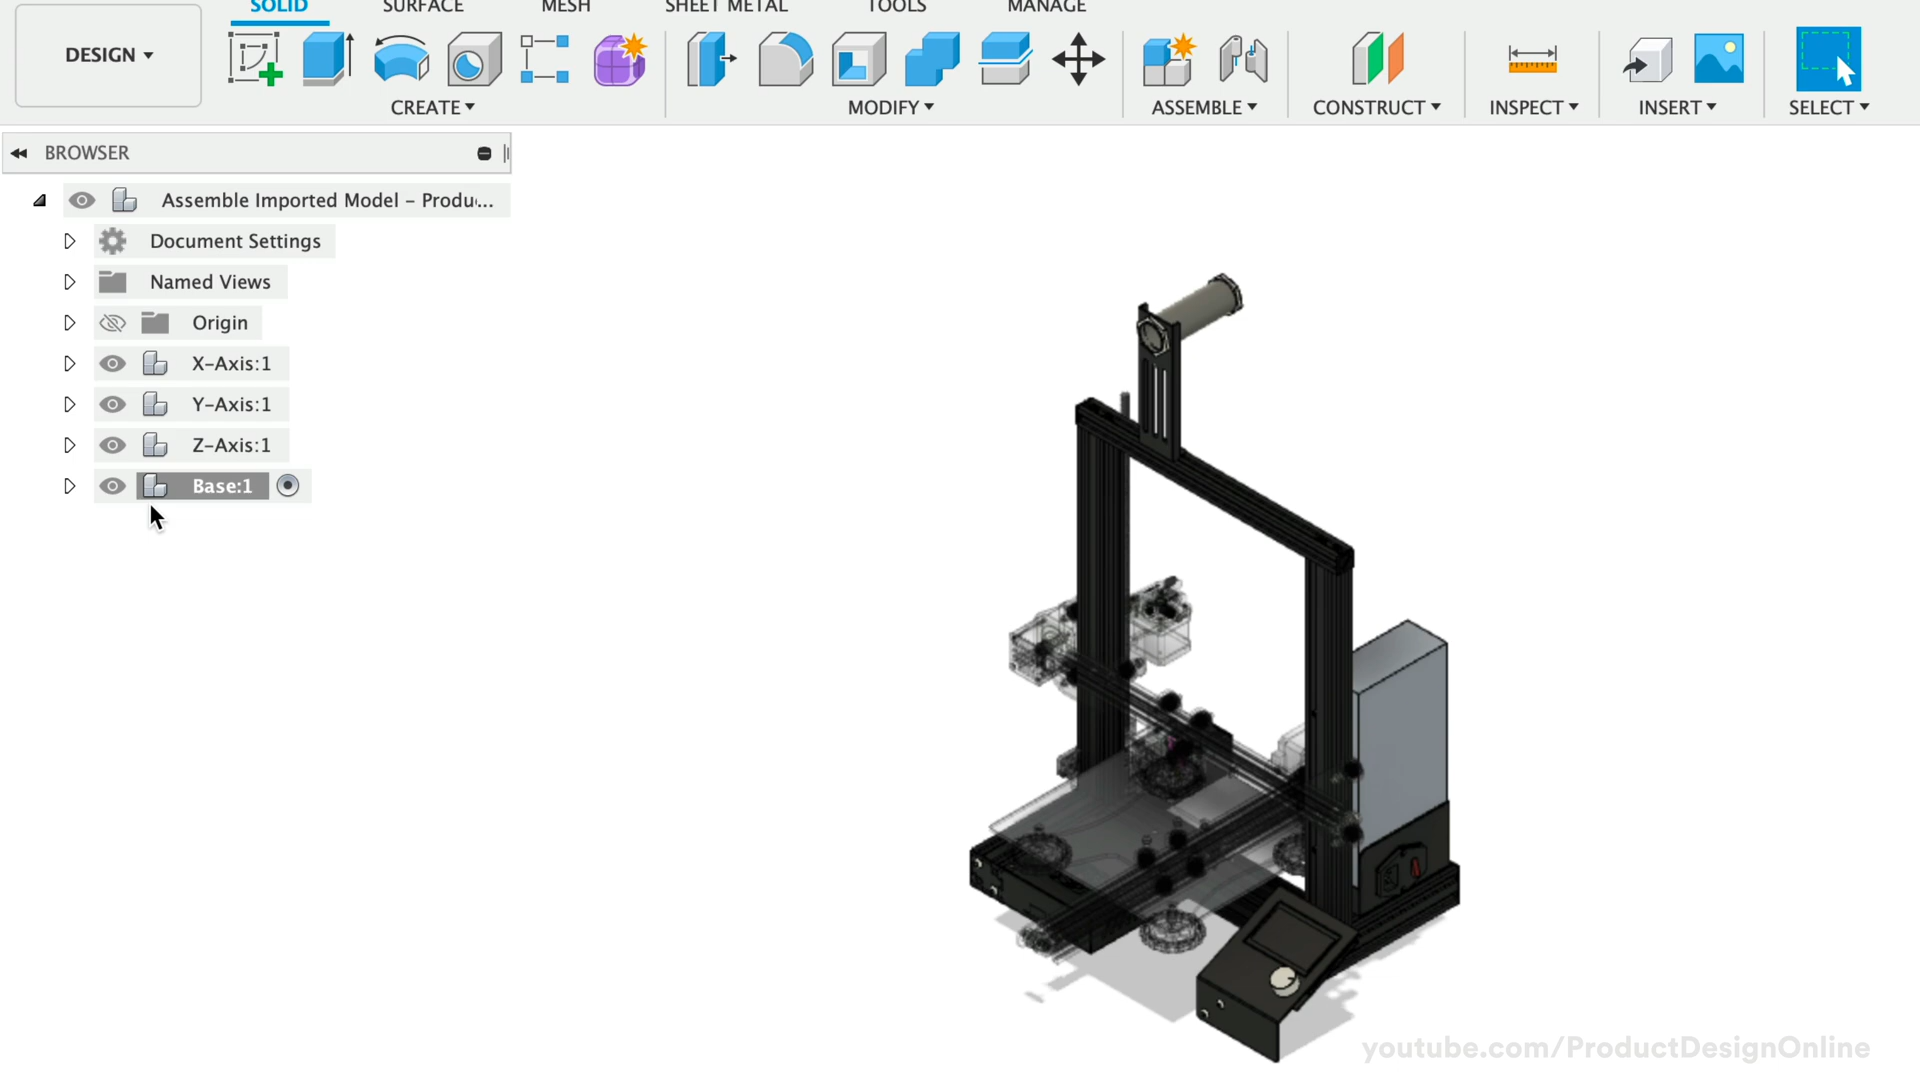 SOLID SURFACE MESH SHEET METAL TOOLS MANAGE
DESIGN
CREATE MODIFY ASSEMBLE CONSTRUCT INSPECT INSERT SELECT
BROWSER
Assemble Imported Model – Produ...
Document Settings
Named Views
Origin
X-Axis:1
Y-Axis:1
Z-Axis:1
Base:1
youtube.com/ProductDesignOnline